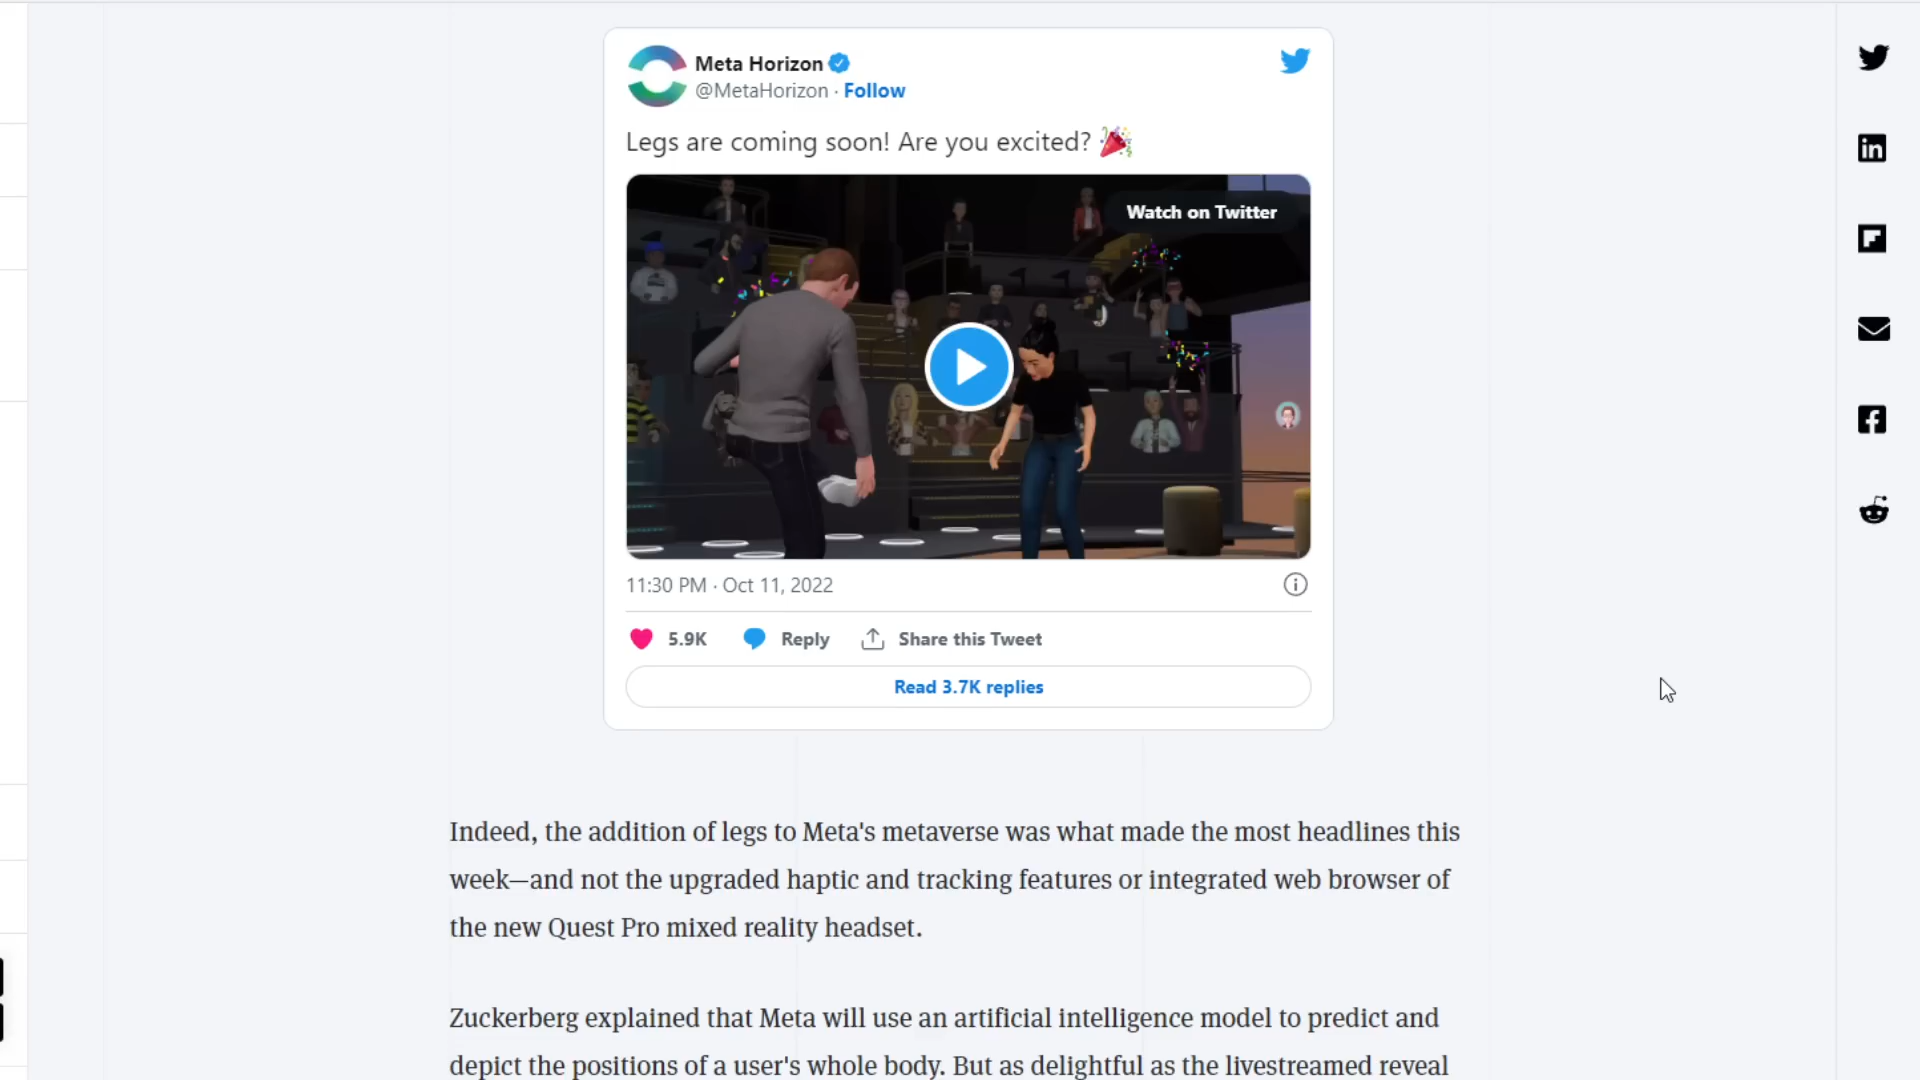 Meta Horizon
@MetaHorizon · Follow
Legs are coming soon! Are you excited? 🎉
Watch on Twitter
11:30 PM · Oct 11, 2022
5.9K Reply Share this Tweet
Read 3.7K replies
Indeed, the addition of legs to Meta's metaverse was what made the most headlines this
week—and not the upgraded haptic and tracking features or integrated web browser of
the new Quest Pro mixed reality headset.
Zuckerberg explained that Meta will use an artificial intelligence model to predict and
depict the positions of a user's whole body. But as delightful as the livestreamed reveal